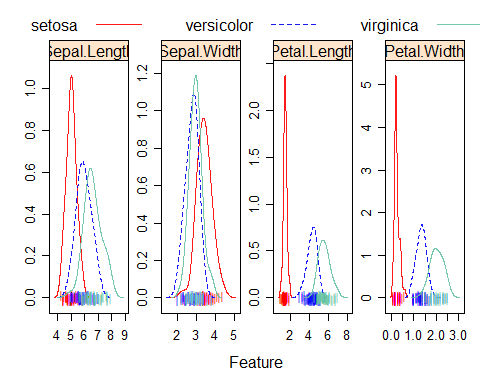 setosa versicolor virginica
Sepal.Length Sepal.Width Petal.Length Petal.Width
0.0 0.2 0.4 0.6 0.8 1.0
4 5 6 7 8 9
0.0 0.2 0.4 0.6 0.8 1.0 1.2
2 3 4 5
0.0 0.5 1.0 1.5 2.0
2 4 6 8
0 1 2 3 4 5
0.0 1.0 2.0 3.0
Feature